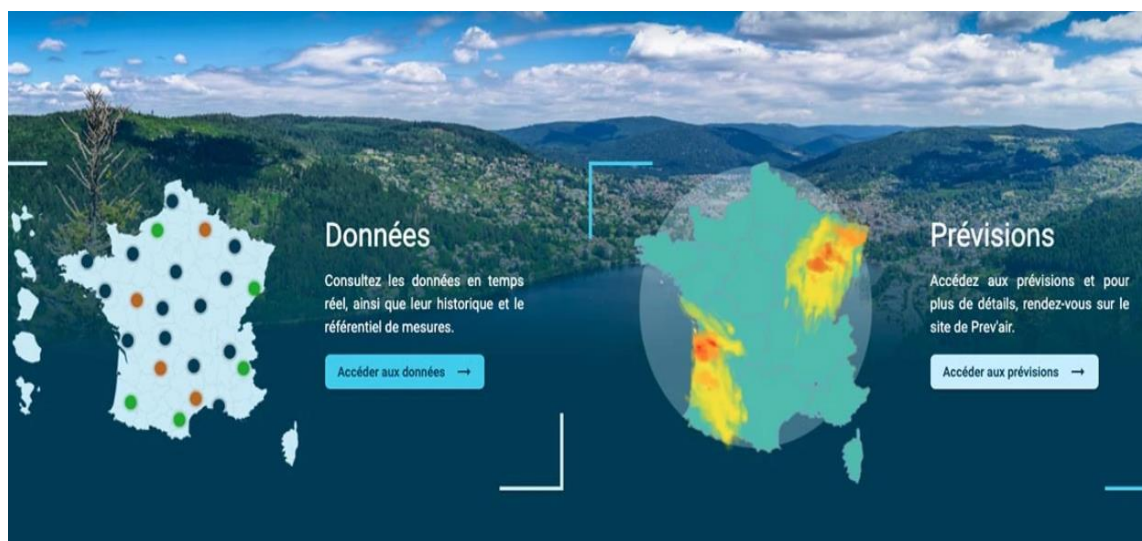 Données
Consultez les données en temps
réel, ainsi que leur historique et le
référentiel de mesures.
Accéder aux données →
Prévisions
Accédez aux prévisions et pour
plus de détails, rendez-vous sur le
site de Prev'air.
Accéder aux prévisions →